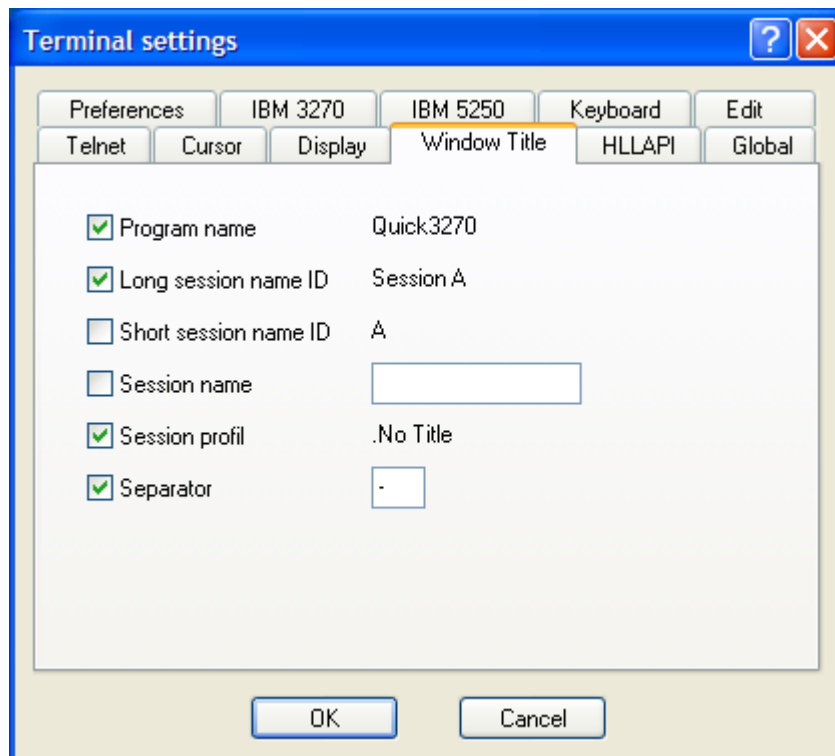 Terminal settings
Preferences IBM 3270 IBM 5250 Keyboard Edit
Telnet Cursor Display Window Title HLLAPI Global
Program name Quick3270
Long session name ID Session A
Short session name ID A
Session name
Session profil .No Title
Separator -
OK Cancel